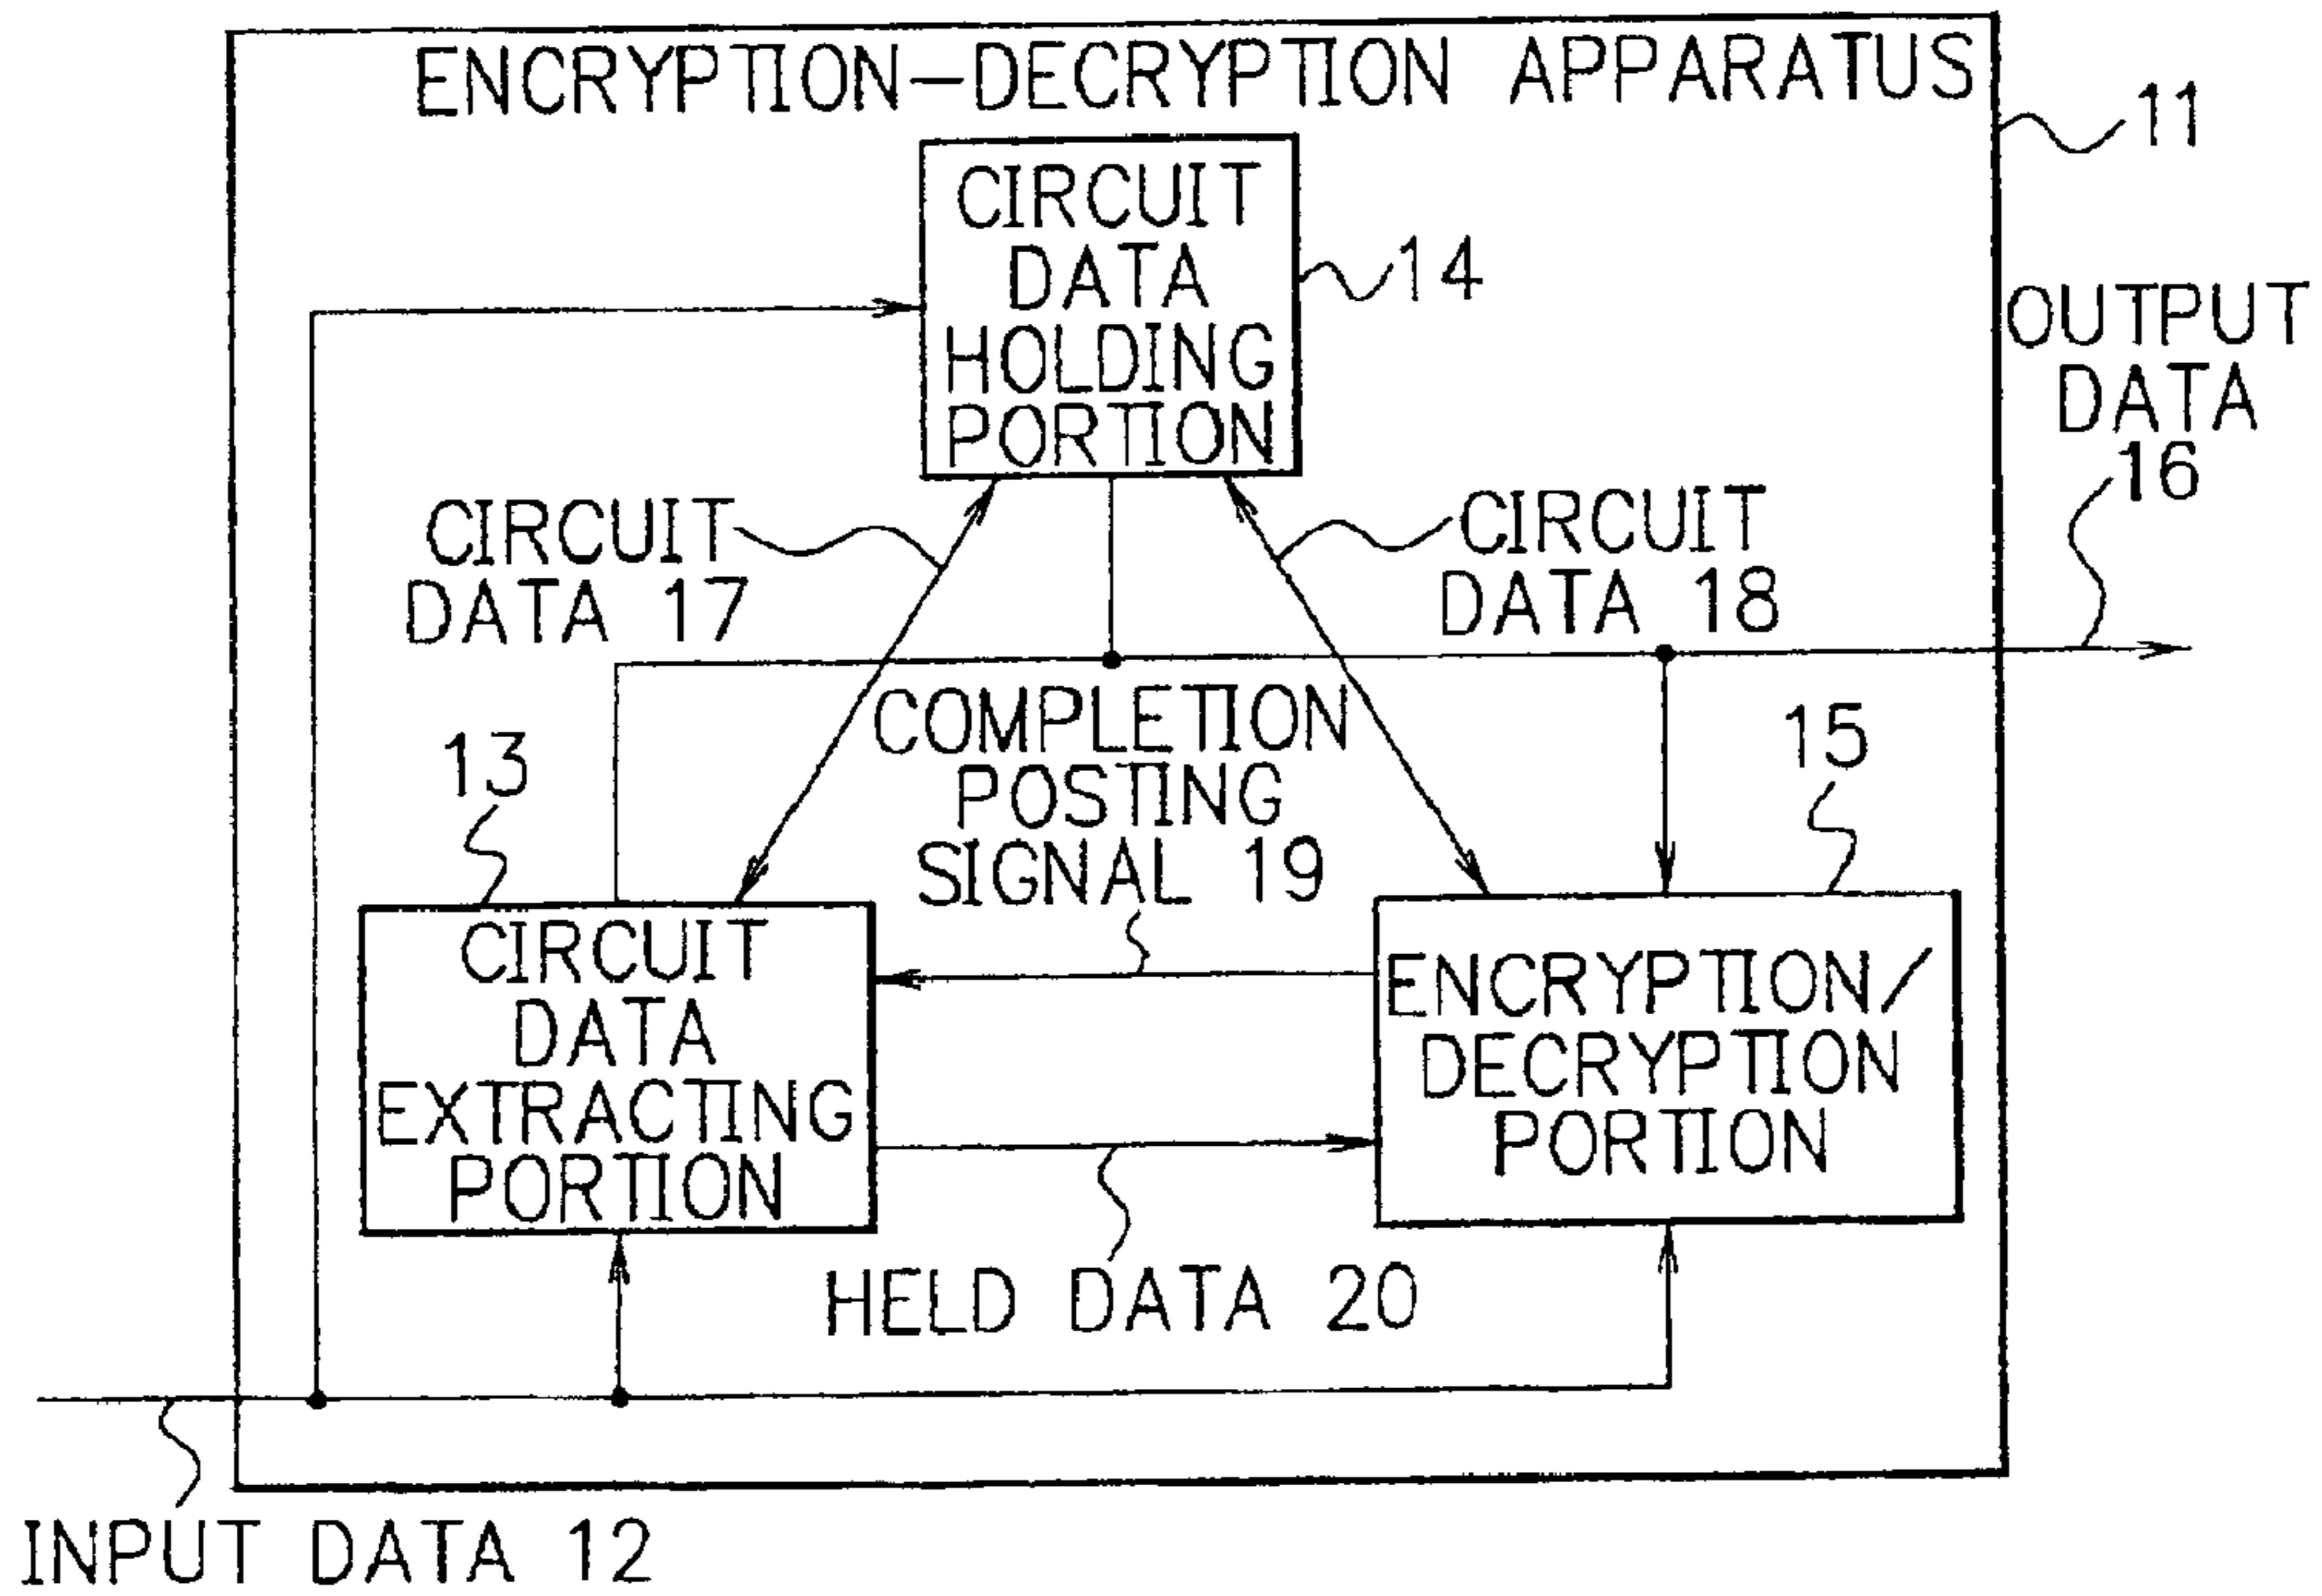 ENCRYPTION-DECRYPTION APPARATUS
11
CIRCUIT
DATA
HOLDING
PORTION
14
OUTPUT
DATA
16
CIRCUIT
DATA 17
CIRCUIT
DATA 18
COMPLETION
POSTING
SIGNAL 19
13
15
CIRCUIT
DATA
EXTRACTING
PORTION
ENCRYPTION/
DECRYPTION
PORTION
HELD DATA 20
INPUT DATA 12